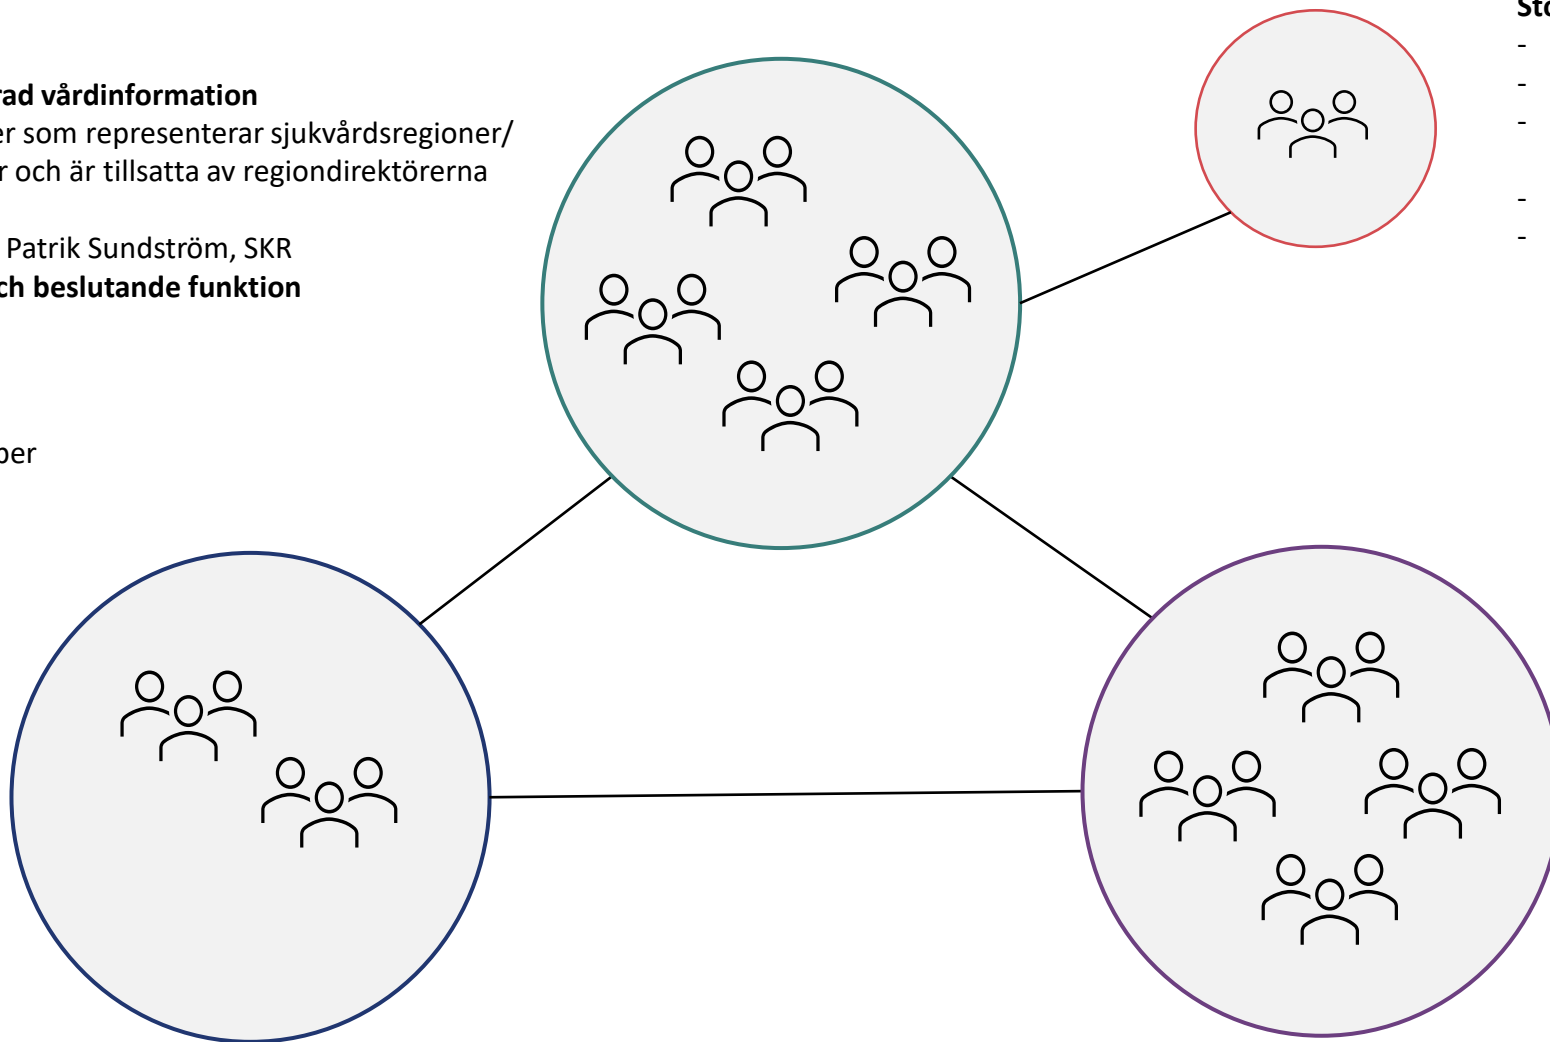 rad vårdinformation
er som representerar sjukvårdsregioner/
r och är tillsatta av regiondirektörerna
Patrik Sundström, SKR
ch beslutande funktion
per
-
-
-
-
-